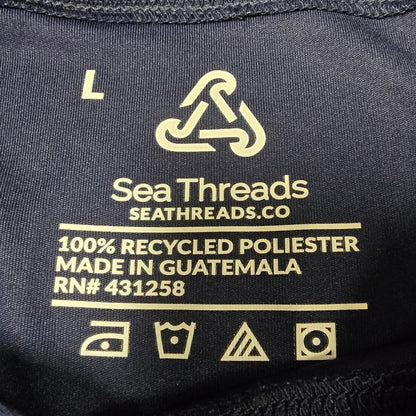 L
Sea Threads
SEATHREADS.CO
100% RECYCLED POLIESTER
MADE IN GUATEMALA
RN# 431258